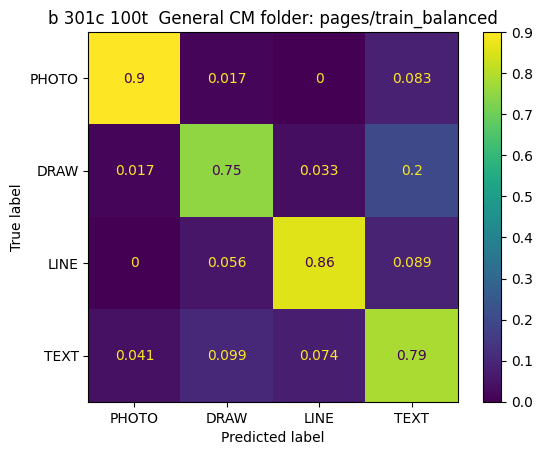 b 301c 100t  General CM folder: pages/train_balanced
PHOTO 0.9 0.017 0 0.083
DRAW 0.017 0.75 0.033 0.2
LINE 0 0.056 0.86 0.089
TEXT 0.041 0.099 0.074 0.79
PHOTO DRAW LINE TEXT
Predicted label
True label
0.9
0.8
0.7
0.6
0.5
0.4
0.3
0.2
0.1
0.0